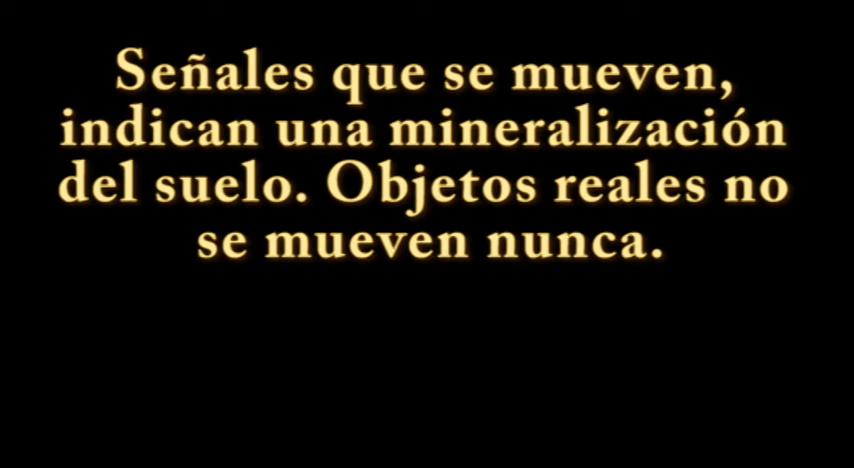 Señales que se mueven,
indican una mineralización
del suelo. Objetos reales no
se mueven nunca.